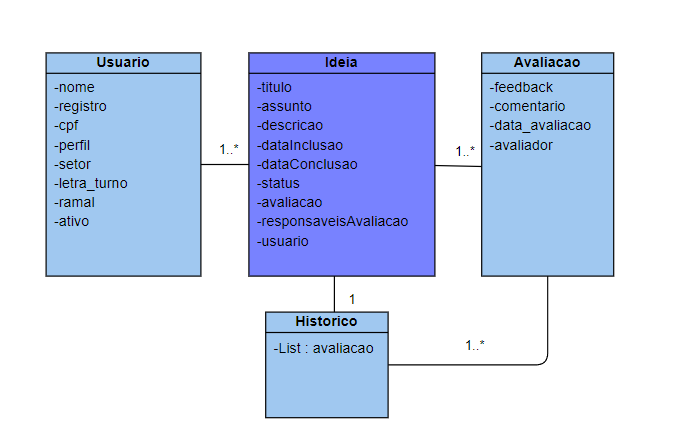 Usuario
-nome
-registro
-cpf
-perfil
-setor
-letra_turno
-ramal
-ativo
1..*
Ideia
-titulo
-assunto
-descricao
-dataInclusao
-dataConclusao
-status
-avaliacao
-responsaveisAvaliacao
-usuario
1..*
Avaliacao
-feedback
-comentario
-data_avaliacao
-avaliador
1
Historico
-List : avaliacao
1..*